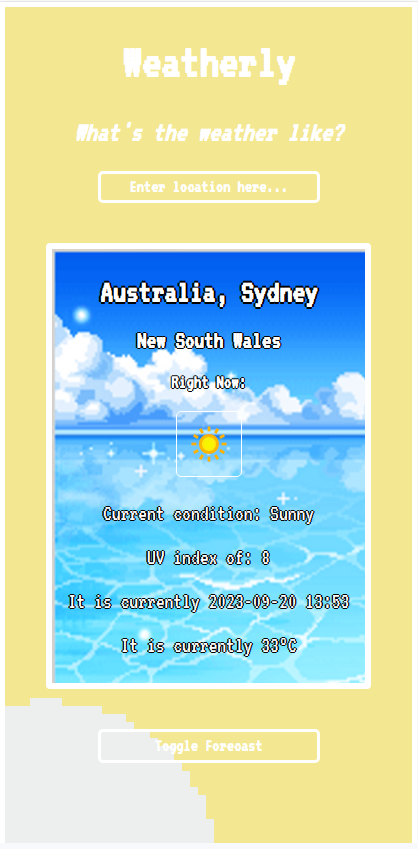 Weatherly
What's the weather like?
Enter location here...
Australia, Sydney
New South Wales
Right Now:
Current condition: Sunny
UV index of: 8
It is currently 2023-09-20 13:53
It is currently 33°C
Toggle Forecast